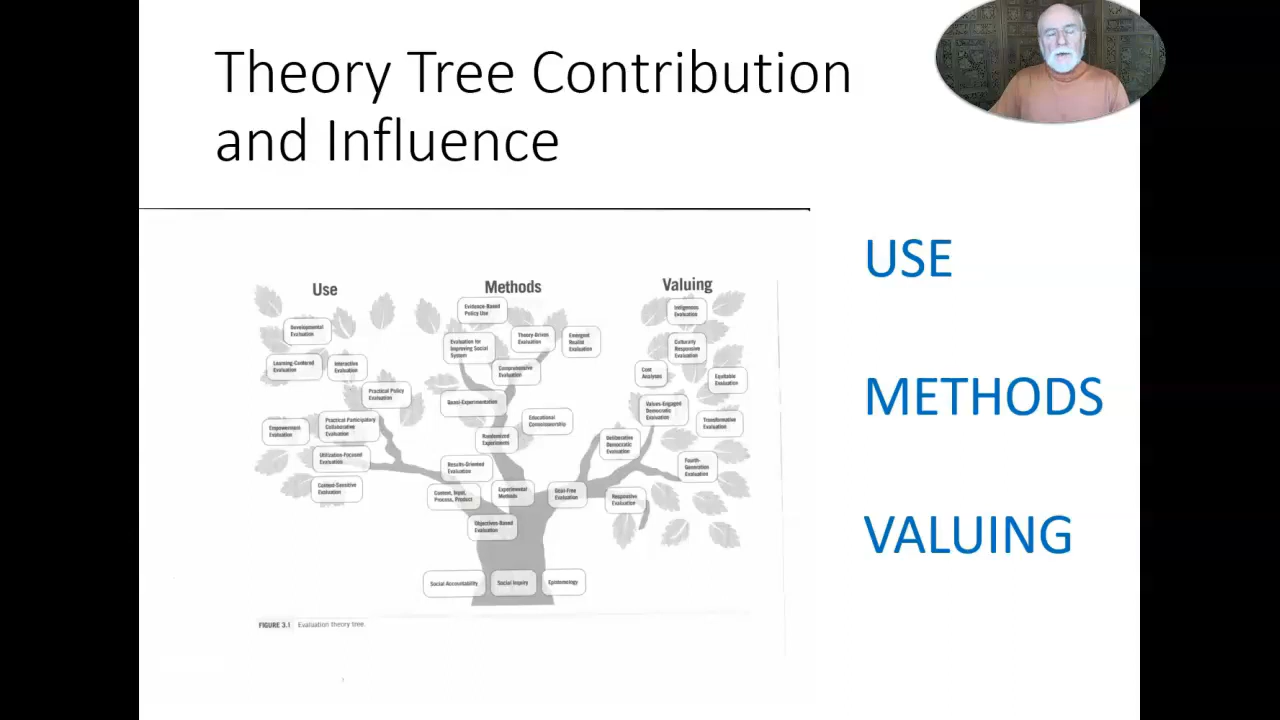 Theory Tree Contribution
and Influence
USE
METHODS
VALUING
Use
Methods
Valuing
Evidence-Based
Policy Use
Indigenous
Evaluation
Developmental
Evaluation
Evaluation for
Improving Social
System
Theory-Driven
Evaluation
Emergent
Realist
Evaluation
Culturally
Responsive
Evaluation
Learning-Centered
Evaluation
Interactive
Evaluation
Comprehensive
Evaluation
Cost
Analyses
Equitable
Evaluation
Practical Policy
Evaluation
Quasi-Experimentation
Values-Engaged
Democratic
Evaluation
Empowerment
Evaluation
Practical Participatory
Collaborative
Evaluation
Educational
Connoisseurship
Transformative
Evaluation
Randomized
Experiments
Deliberative
Democratic
Evaluation
Utilization-Focused
Evaluation
Results-Oriented
Evaluation
Fourth-
Generation
Evaluation
Context-Sensitive
Evaluation
Context, Input,
Process, Product
Experimental
Methods
Goal-Free
Evaluation
Responsive
Evaluation
Objectives-Based
Evaluation
Social Accountability
Social Inquiry
Epistemology
FIGURE 3.1 Evaluation theory tree.